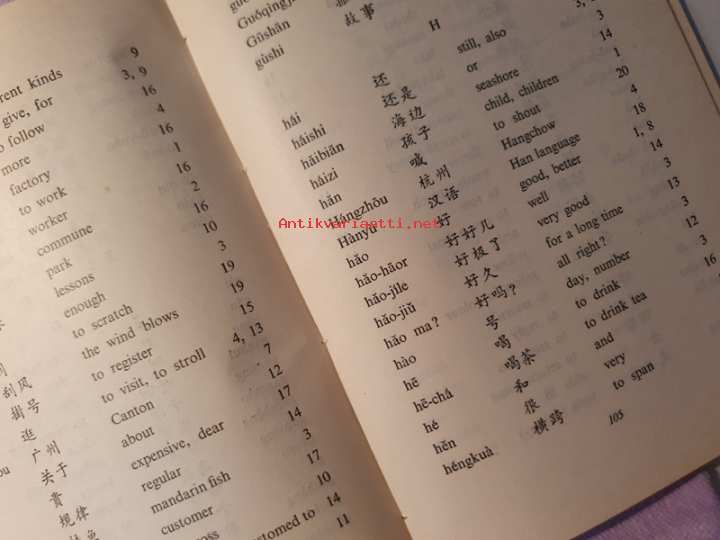 rent kinds 9
give, for 3, 9
follow 16
more 4
factory 16
to work 1
worker 16
commune 2
park 16
lessons 10
enough 3
to scratch 19
刮风 the wind blows 19
挂号 to register 15
逛 to visit, to stroll 4, 13
广州 Canton 7
关于 about 12
贵 expensive, dear 17
规律 regular 14
鱼 mandarin fish 3
customer 17
oss 10
customed to 14
11
Guóqìngj
Gūshān
gùshi 故事
H
hái 还 still, also 3,
háishi 还是 or 3
hǎibiān 海边 seashore 14
háizi 孩子 child, children 1
hǎn 喊 to shout 20
Hángzhōu 杭州 Hangchow 4
Hànyǔ 汉语 Han language 18
hǎo 好 good, better 1, 8
hǎo-hāor 好好儿 well 14
hǎo-jíle 好极了 very good 3
hǎo-jiǔ 好久 for a long time 13
hǎo ma? 好吗? all right? 3
hào 号 day, number 12
hē 喝 to drink 3
hē-chá 喝茶 to drink tea 16
hé 和 and
hěn 很 very
héngkuà 横跨 to span
105
Antikvariaatti.net